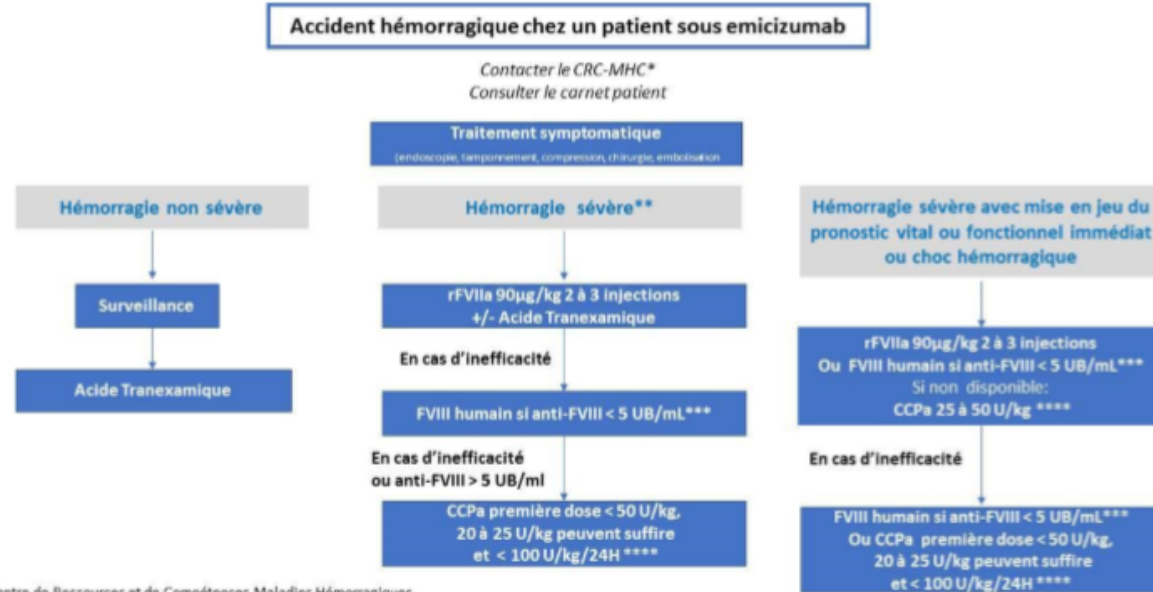 Accident hémorragique chez un patient sous emicizumab
Contacter le CRC-MHC*
Consulter le carnet patient
Traitement symptomatique
(endoscopie, tamponnement, compression, chirurgie, embolisation
Hémorragie non sévère
Surveillance
Acide Tranexamique
Hémorragie sévère**
rFVIIa 90µg/kg 2 à 3 injections
+/- Acide Tranexamique
En cas d'inefficacité
FVIII humain si anti-FVIII < 5 UB/mL***
En cas d'inefficacité
ou anti-FVIII > 5 UB/ml
CCPa première dose < 50 U/kg,
20 à 25 U/kg peuvent suffire
et < 100 U/kg/24H ****
Hémorragie sévère avec mise en jeu du
pronostic vital ou fonctionnel immédiat
ou choc hémorragique
rFVIIa 90µg/kg 2 à 3 injections
Ou FVIII humain si anti-FVIII < 5 UB/mL***
Si non disponible:
CCPa 25 à 50 U/kg ****
En cas d'inefficacité
FVIII humain si anti-FVIII < 5 UB/mL***
Ou CCPa première dose < 50 U/kg,
20 à 25 U/kg peuvent suffire
et < 100 U/kg/24H ****